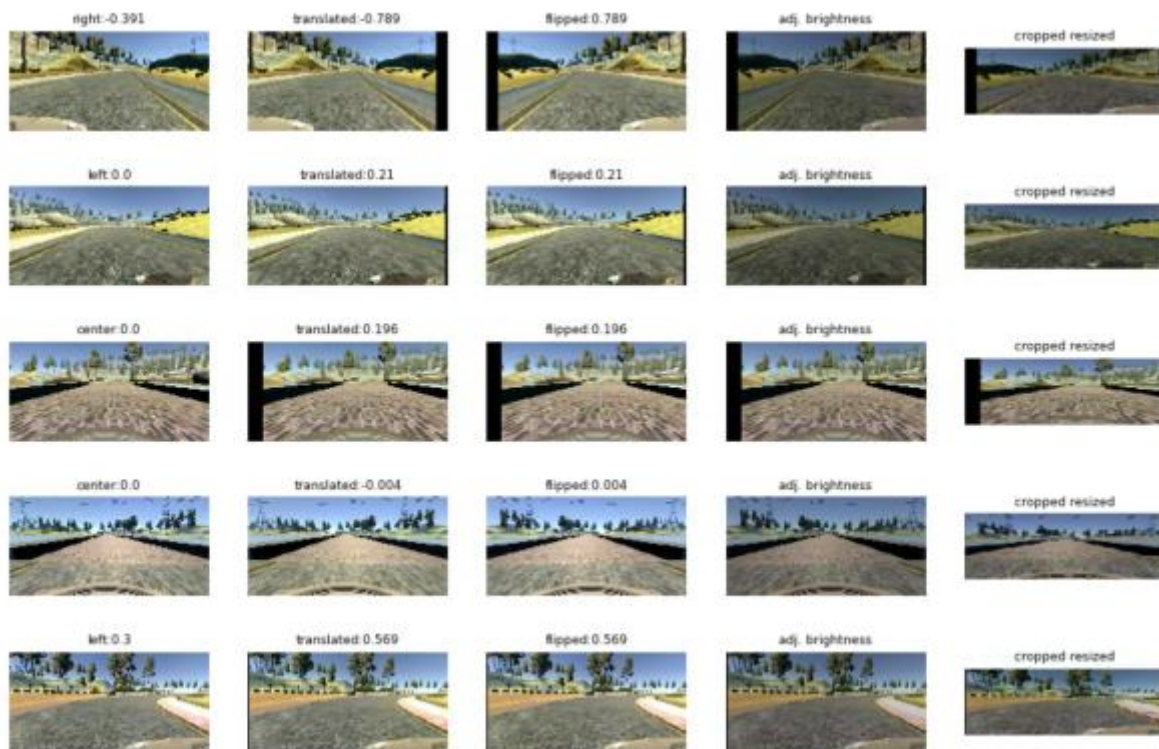 right:-0.391 translated:-0.789 flipped:0.789 adj. brightness cropped resized
left:0.0 translated:0.21 flipped:0.21 adj. brightness cropped resized
center:0.0 translated:0.196 flipped:0.196 adj. brightness cropped resized
center:0.0 translated:-0.004 flipped:0.004 adj. brightness cropped resized
left:0.3 translated:0.569 flipped:0.569 adj. brightness cropped resized